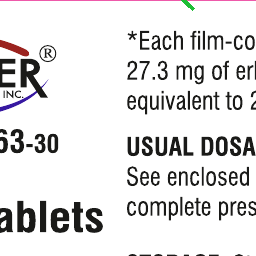 ER®
INC.
63-30
ablets
*Each film-co
27.3 mg of erl
equivalent to 2
USUAL DOSA
See enclosed
complete pres